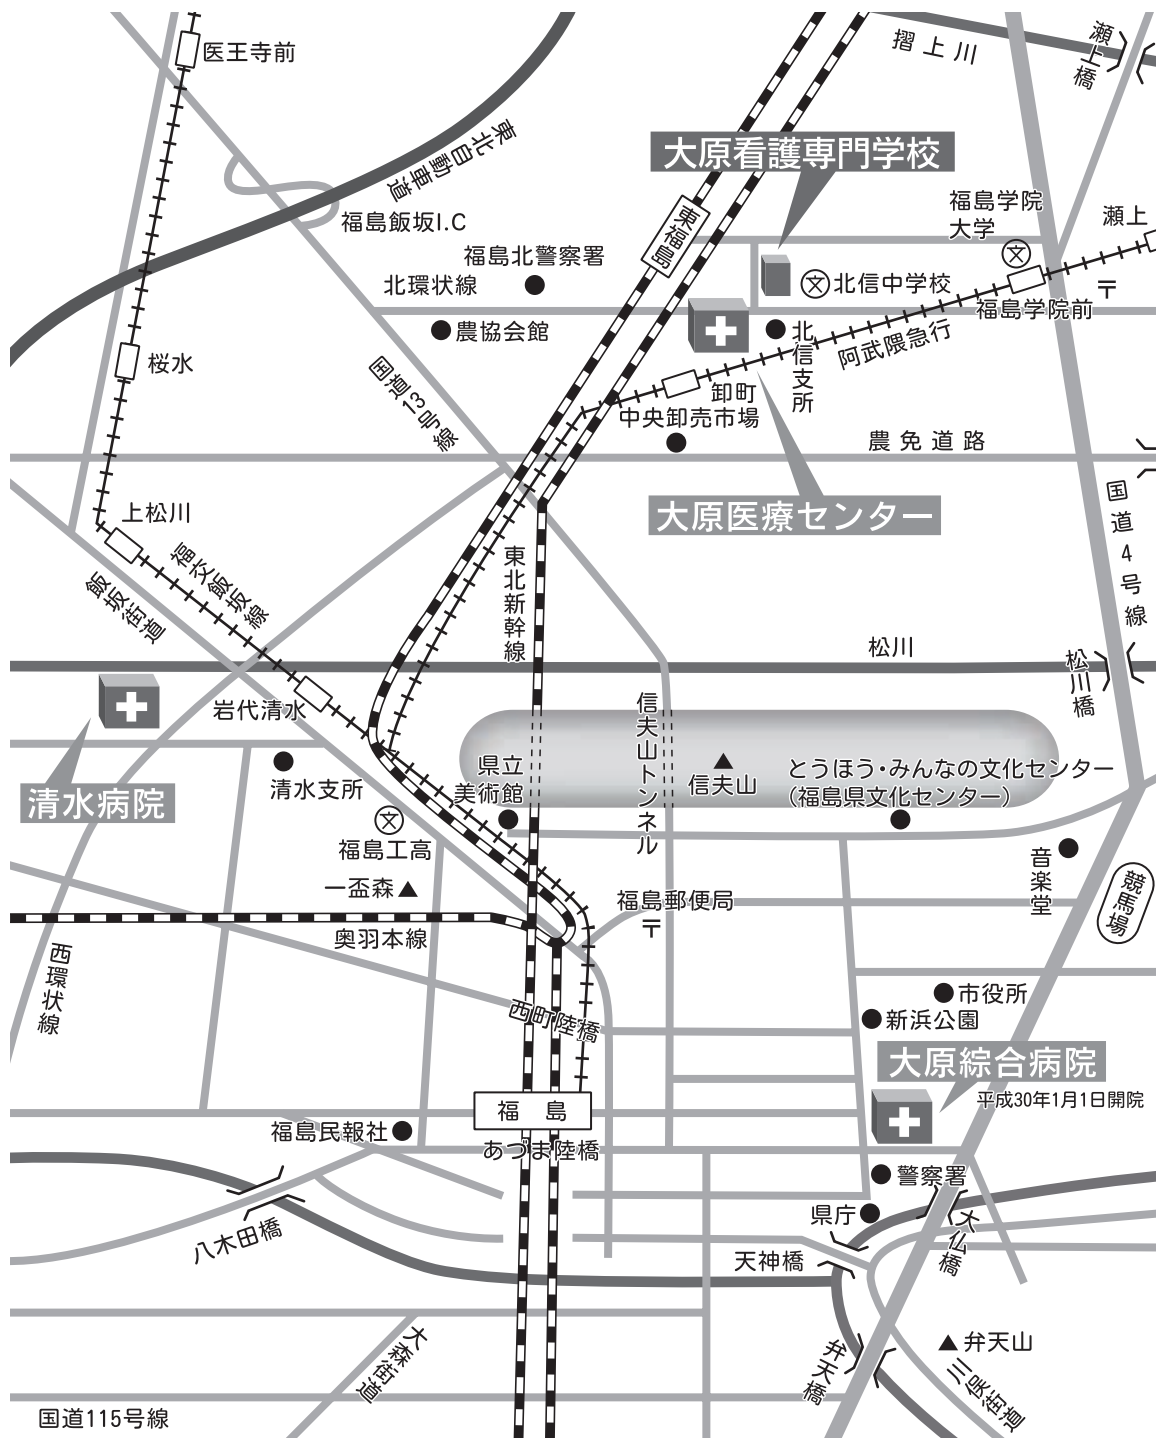 医王寺前
摺上川
瀬上橋
東北自動車道
大原看護専門学校
福島学院
大学
瀬上
東福島
福島飯坂I.C
福島北警察署
北環状線
北信中学校
文
文
〒
福島学院前
農協会館
北信支所
阿武隈急行
桜水
国道13号線
卸町
中央卸売市場
農免道路
大原医療センター
国道4号線
上松川
福交飯坂線
飯坂街道
東北新幹線
松川
松川橋
岩代清水
信夫山トンネル
清水病院
清水支所
県立
美術館
信夫山
とうほう・みんなの文化センター
(福島県文化センター)
文
福島工高
音楽堂
一盃森
福島郵便局
〒
競馬場
奥羽本線
西環状線
市役所
新浜公園
西町陸橋
大原綜合病院
平成30年1月1日開院
福島
福島民報社
あづま陸橋
警察署
県庁
大仏橋
八木田橋
天神橋
大森街道
弁天橋
弁天山
川俣街道
国道115号線